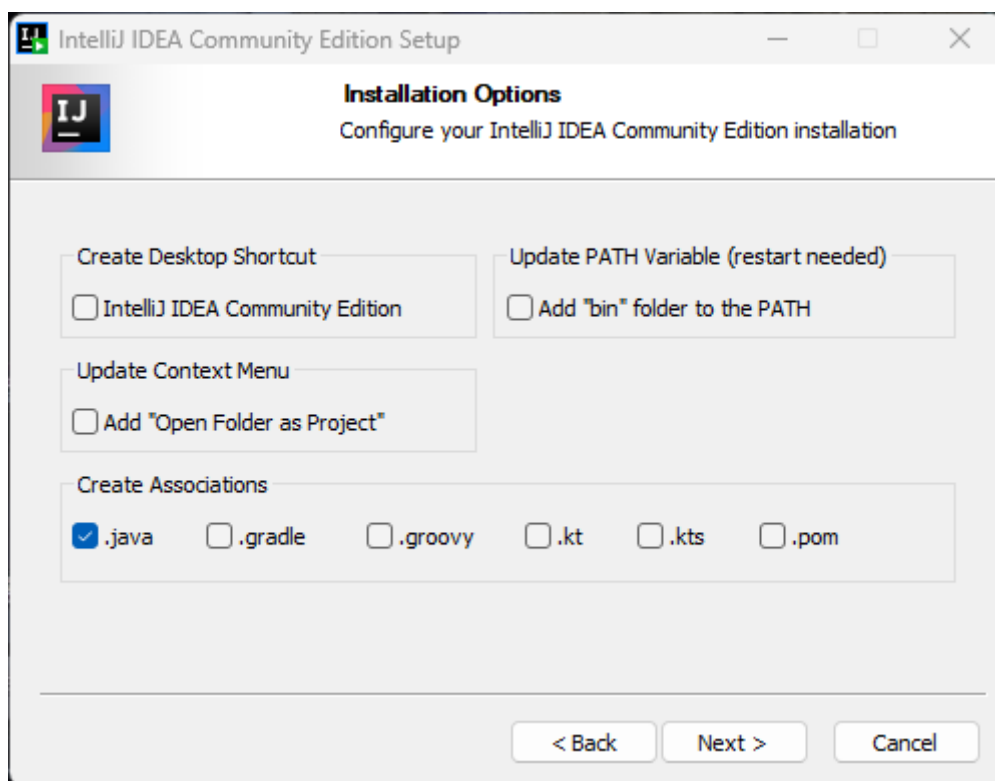 IntelliJ IDEA Community Edition Setup
IJ
Installation Options
Configure your IntelliJ IDEA Community Edition installation
Create Desktop Shortcut
IntelliJ IDEA Community Edition
Update PATH Variable (restart needed)
Add "bin" folder to the PATH
Update Context Menu
Add "Open Folder as Project"
Create Associations
.java .gradle .groovy .kt .kts .pom
< Back Next > Cancel